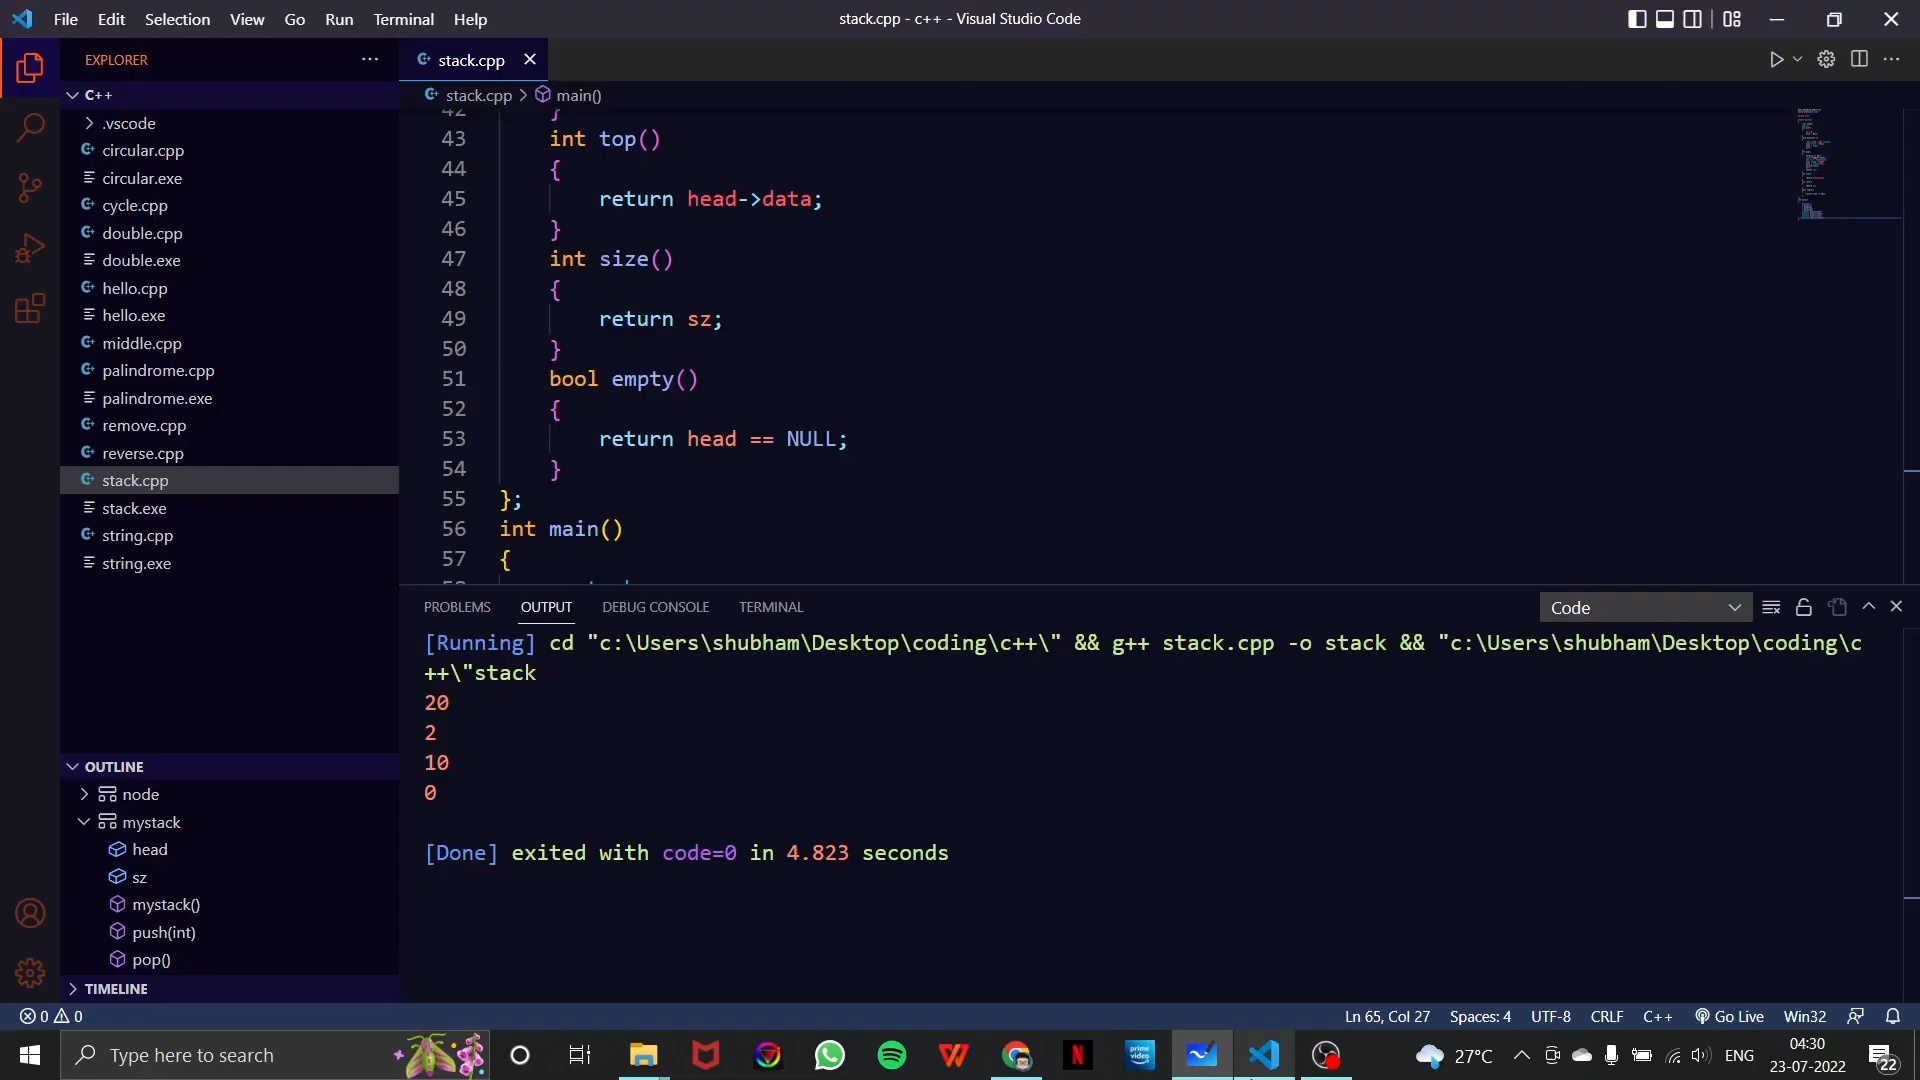 File Edit Selection View Go Run Terminal Help
stack.cpp - c++ - Visual Studio Code
EXPLORER
C++
.vscode
circular.cpp
circular.exe
cycle.cpp
double.cpp
double.exe
hello.cpp
hello.exe
middle.cpp
palindrome.cpp
palindrome.exe
remove.cpp
reverse.cpp
stack.cpp
stack.exe
string.cpp
string.exe
OUTLINE
node
mystack
head
sz
mystack()
push(int)
pop()
TIMELINE
stack.cpp
stack.cpp > main()
42 }
43 int top()
44 {
45 return head->data;
46 }
47 int size()
48 {
49 return sz;
50 }
51 bool empty()
52 {
53 return head == NULL;
54 }
55 };
56 int main()
57 {
PROBLEMS OUTPUT DEBUG CONSOLE TERMINAL
Code
[Running] cd "c:\Users\shubham\Desktop\coding\c++\" && g++ stack.cpp -o stack && "c:\Users\shubham\Desktop\coding\c
++\"stack
20
2
10
0
[Done] exited with code=0 in 4.823 seconds
0 0
Ln 65, Col 27 Spaces: 4 UTF-8 CRLF C++ Go Live Win32
Type here to search
prime video
27°C
ENG
04:30
23-07-2022
22